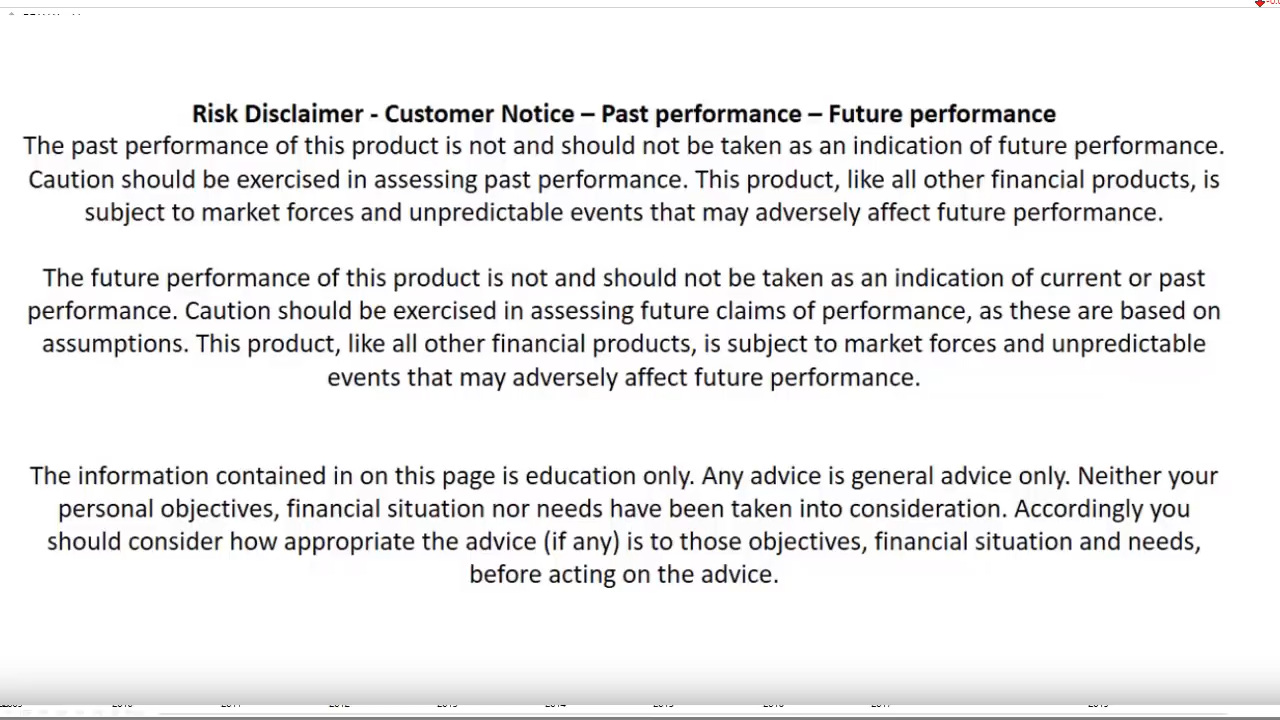 Risk Disclaimer - Customer Notice – Past performance – Future performance
The past performance of this product is not and should not be taken as an indication of future performance.
Caution should be exercised in assessing past performance. This product, like all other financial products, is
subject to market forces and unpredictable events that may adversely affect future performance.
The future performance of this product is not and should not be taken as an indication of current or past
performance. Caution should be exercised in assessing future claims of performance, as these are based on
assumptions. This product, like all other financial products, is subject to market forces and unpredictable
events that may adversely affect future performance.
The information contained in on this page is education only. Any advice is general advice only. Neither your
personal objectives, financial situation nor needs have been taken into consideration. Accordingly you
should consider how appropriate the advice (if any) is to those objectives, financial situation and needs,
before acting on the advice.